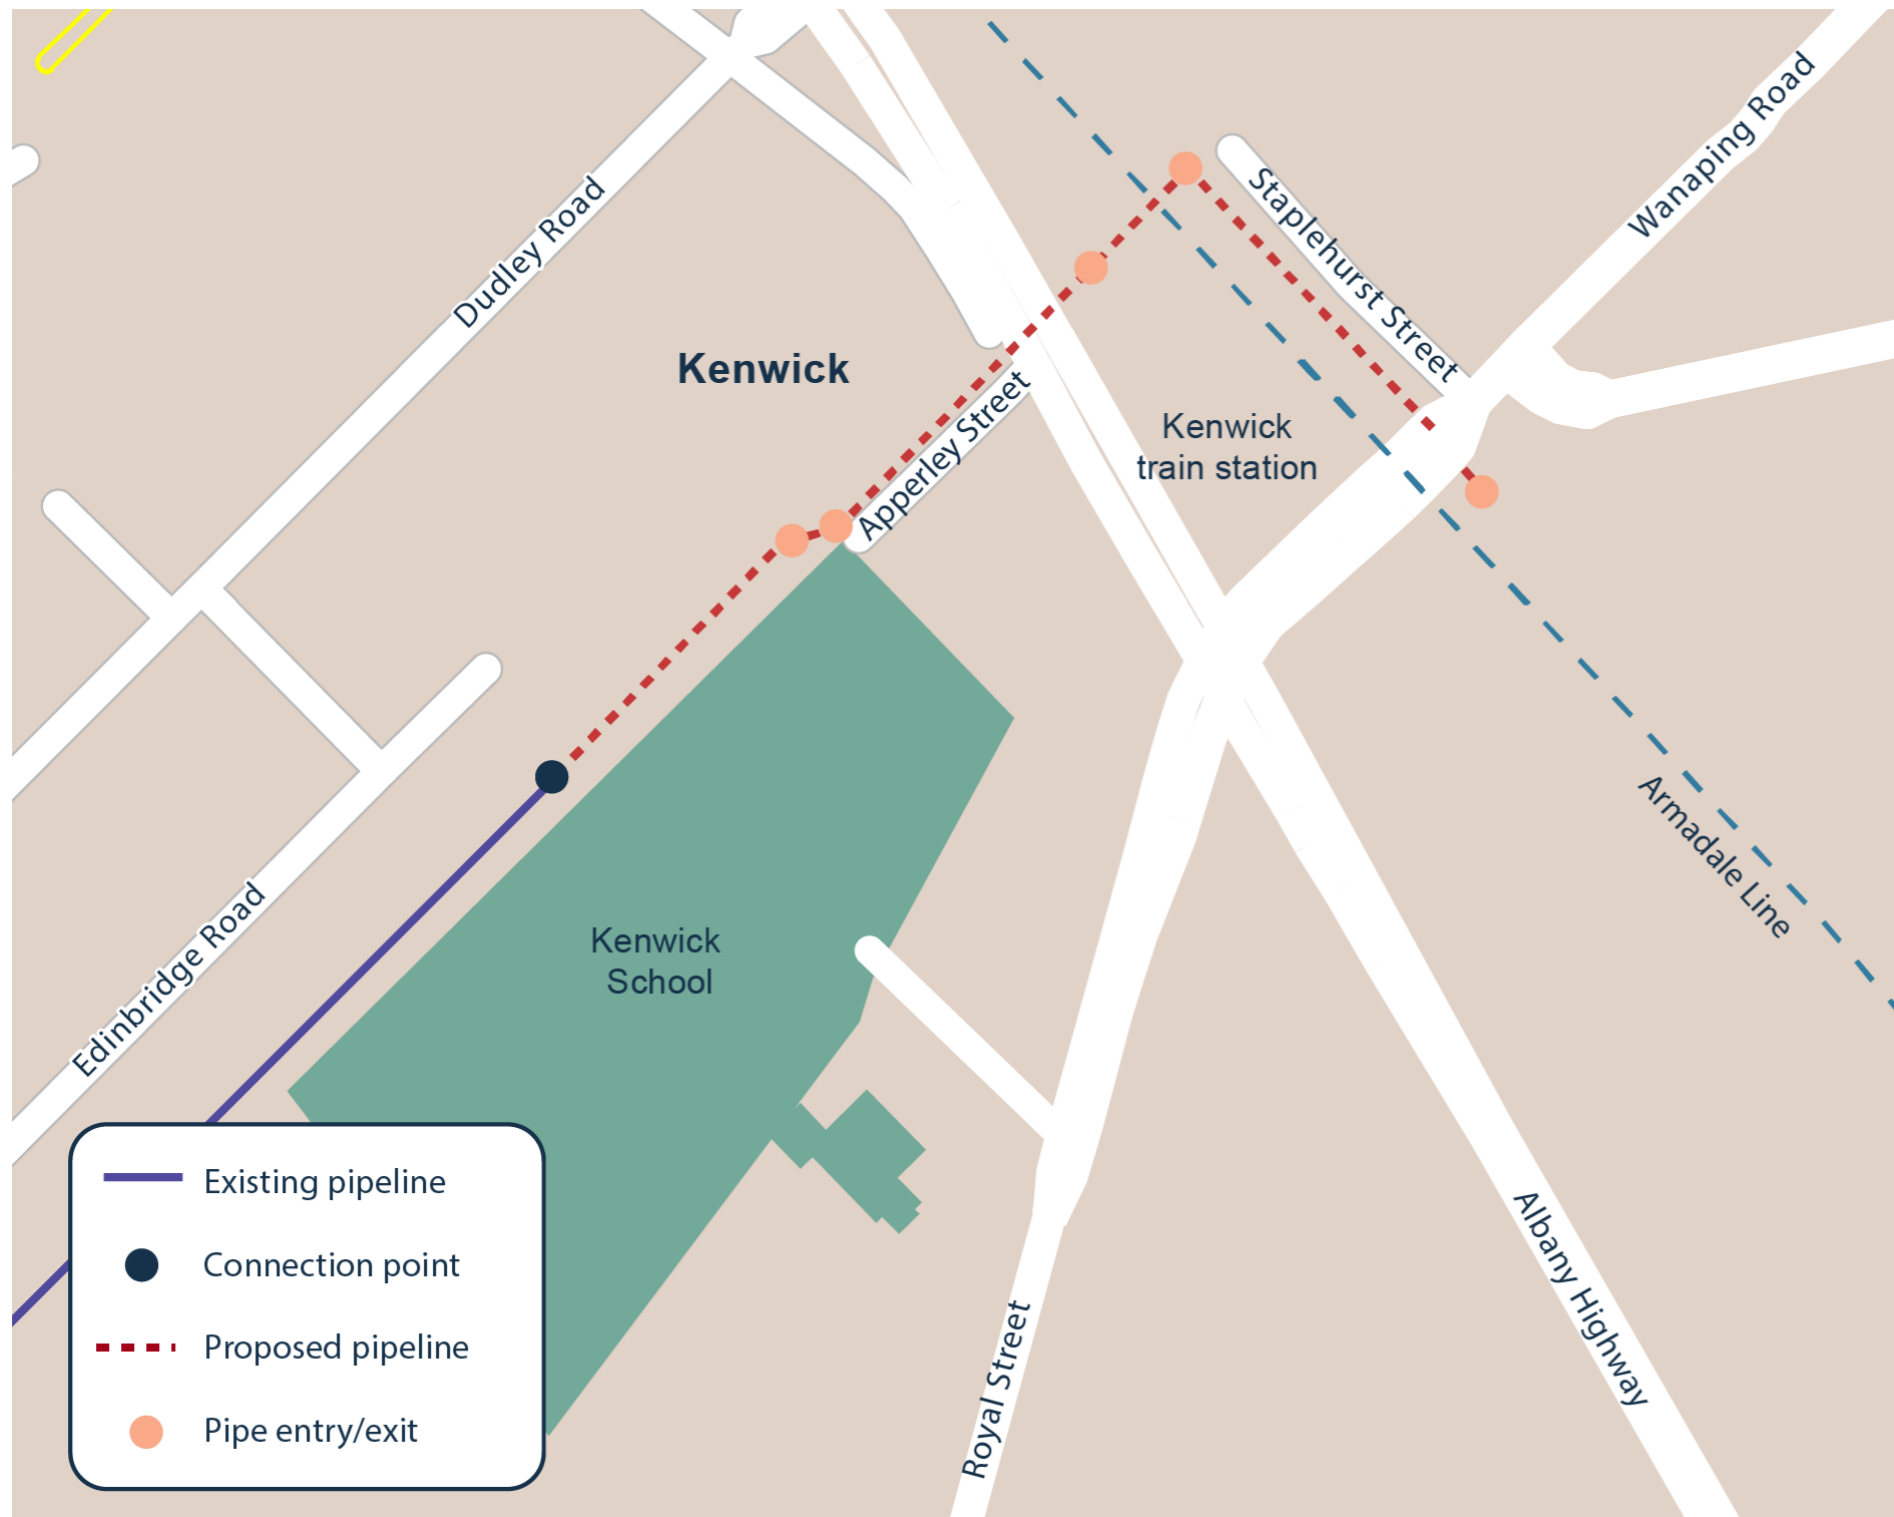 Dudley Road
Staplehurst Street
Wanaping Road
Kenwick
Apperley Street
Kenwick
train station
Armadale Line
Kenwick
School
Edinbridge Road
Existing pipeline
Connection point
Proposed pipeline
Pipe entry/exit
Royal Street
Albany Highway